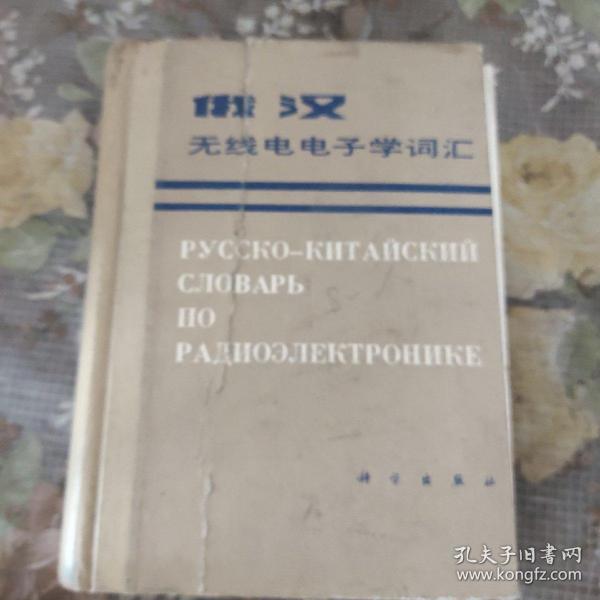 俄汉
无线电电子学词汇
РУССКО-КИТАЙСКИЙ
СЛОВАРЬ
ПО
РАДИОЭЛЕКТРОНИКЕ
科学出版社
孔夫子旧书网
www.kongfz.com